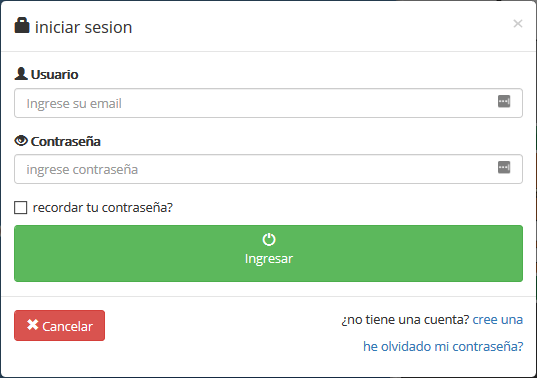 iniciar sesion
×
Usuario
Ingrese su email
Contraseña
ingrese contraseña
recordar tu contraseña?
Ingresar
Cancelar
¿no tiene una cuenta? cree una
he olvidado mi contraseña?